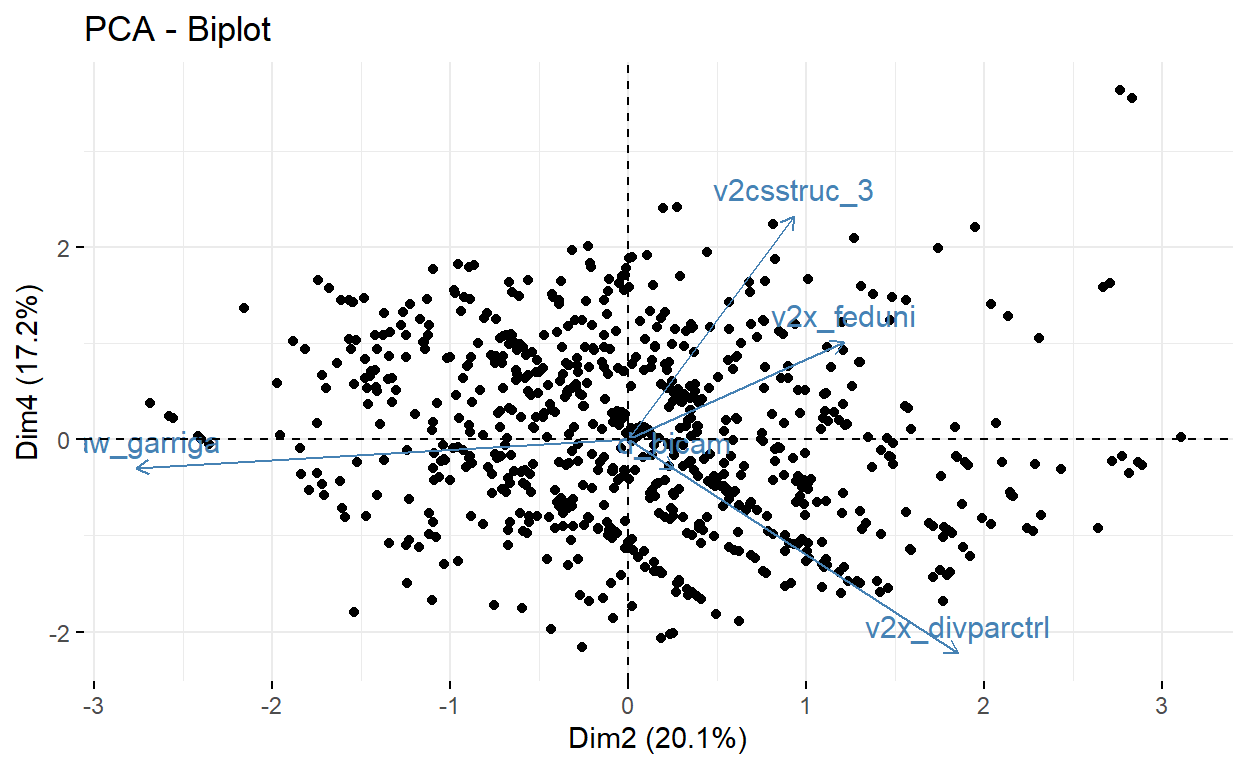 PCA - Biplot
v2csstruc_3
v2x_feduni
iw_garriga
v2x_divparctrl
2
0
-2
Dim4 (17.2%)
-3
-2
-1
0
1
2
3
Dim2 (20.1%)